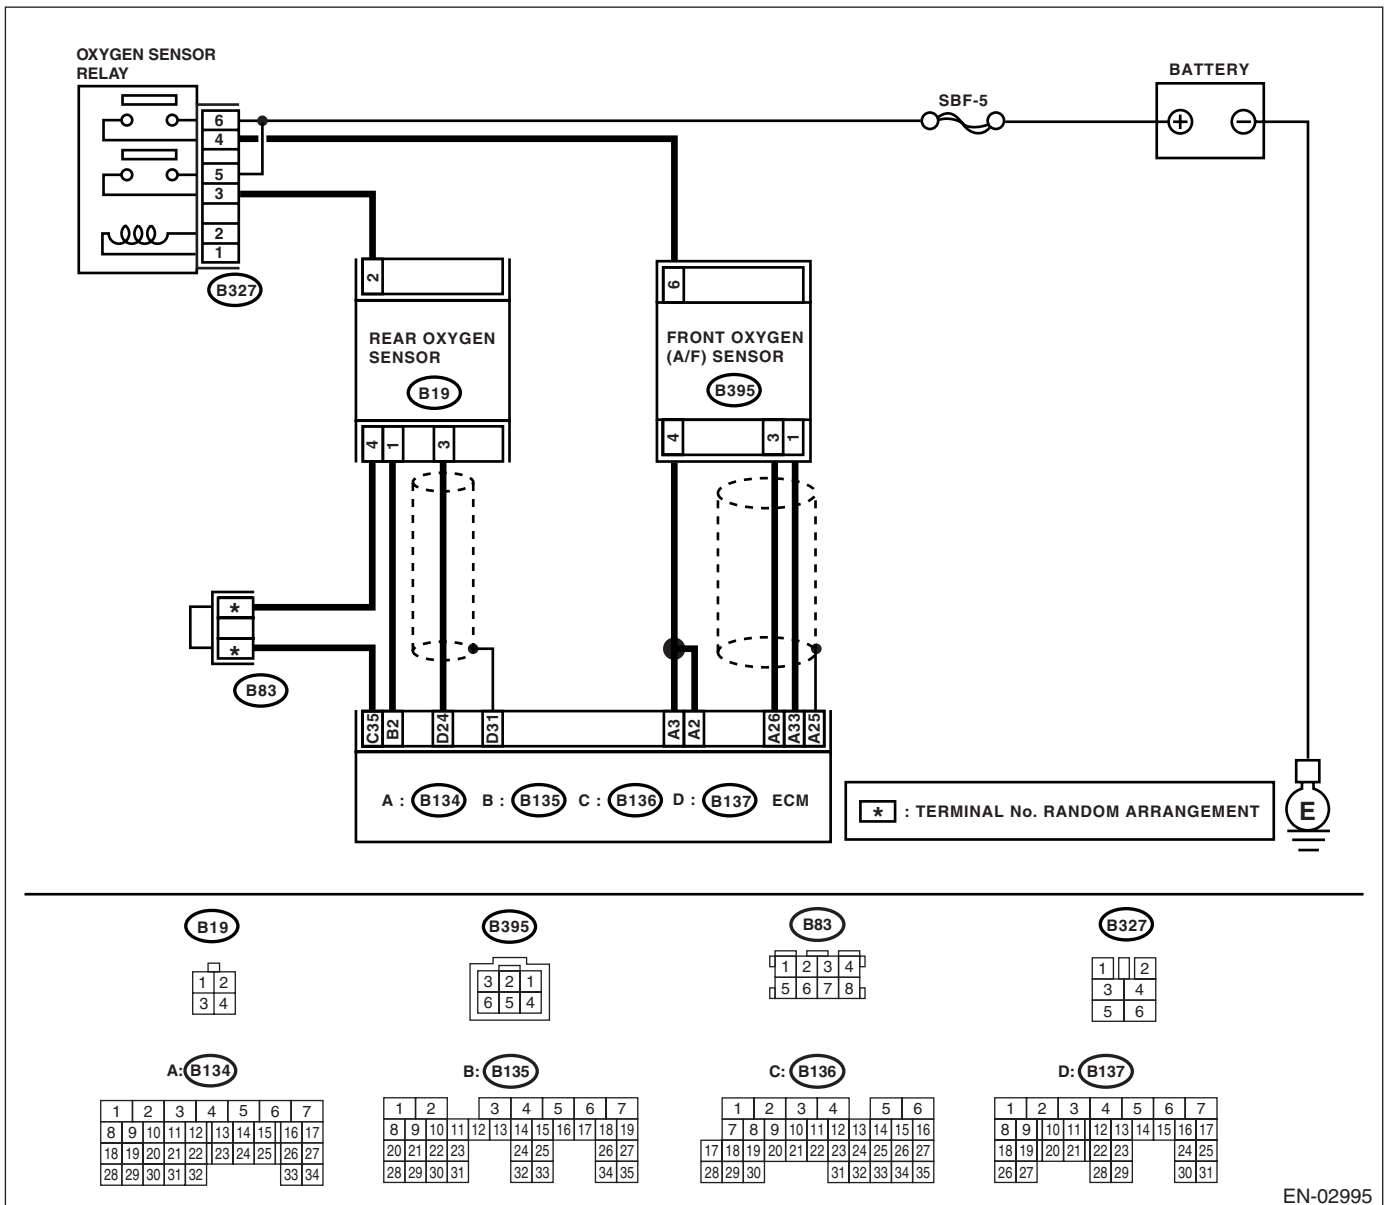 OXYGEN SENSOR
RELAY
BATTERY
SBF-5
6
4
5
3
2
1
B327
2
6
REAR OXYGEN
SENSOR
B19
FRONT OXYGEN
(A/F) SENSOR
B395
4 1 3
4 3 1
*
*
B83
C35 B2 D24 D31 A3 A2 A26 A33 A25
A : B134 B : B135 C : B136 D : B137 ECM
* : TERMINAL No. RANDOM ARRANGEMENT
E
B19 B395 B83 B327
1 2
3 4
3 2 1
6 5 4
1 2 3 4
5 6 7 8
1 2
3 4
5 6
A: B134 B: B135 C: B136 D: B137
1 2 3 4 5 6 7
8 9 10 11 12 13 14 15 16 17
18 19 20 21 22 23 24 25 26 27
28 29 30 31 32 33 34
1 2 3 4 5 6 7
8 9 10 11 12 13 14 15 16 17 18 19
20 21 22 23 24 25 26 27
28 29 30 31 32 33 34 35
1 2 3 4 5 6
7 8 9 10 11 12 13 14 15 16
17 18 19 20 21 22 23 24 25 26 27
28 29 30 31 32 33 34 35
1 2 3 4 5 6 7
8 9 10 11 12 13 14 15 16 17
18 19 20 21 22 23 24 25
26 27 28 29 30 31
EN-02995